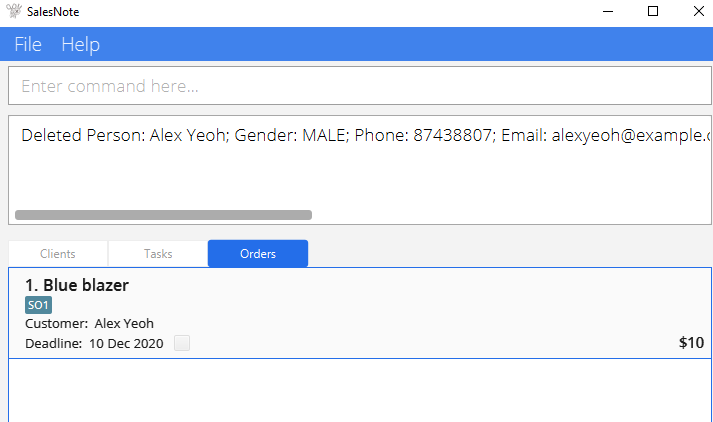 SalesNote
File Help
Enter command here...
Deleted Person: Alex Yeoh; Gender: MALE; Phone: 87438807; Email: alexyeoh@example.
Clients Tasks Orders
1. Blue blazer
SO1
Customer: Alex Yeoh
Deadline: 10 Dec 2020 $10